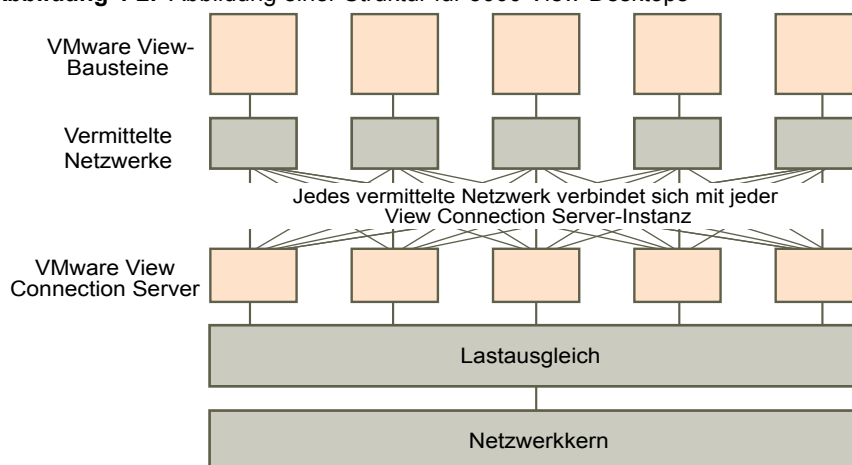 VMware View-
Bausteine
Vermittelte
Netzwerke
Jedes vermittelte Netzwerk verbindet sich mit jeder
View Connection Server-Instanz
VMware View
Connection Server
Lastausgleich
Netzwerkkern